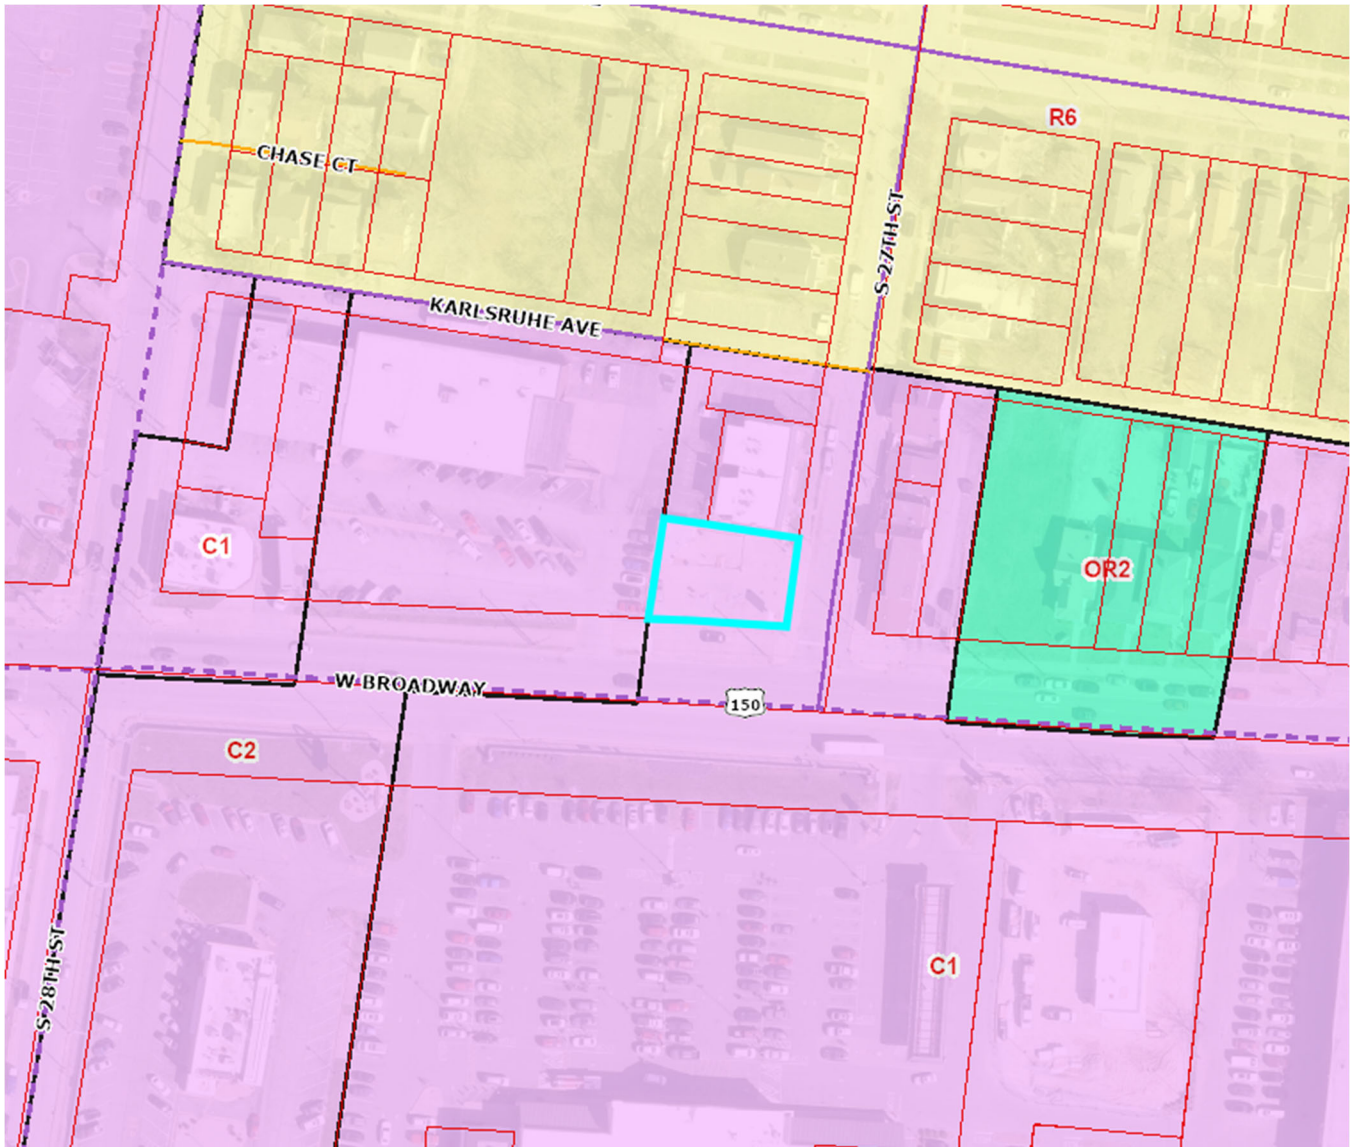 R6
CHASE CT
S 27TH ST
KARLSRUHE AVE
C1
OR2
W BROADWAY
150
C2
C1
S 28TH ST